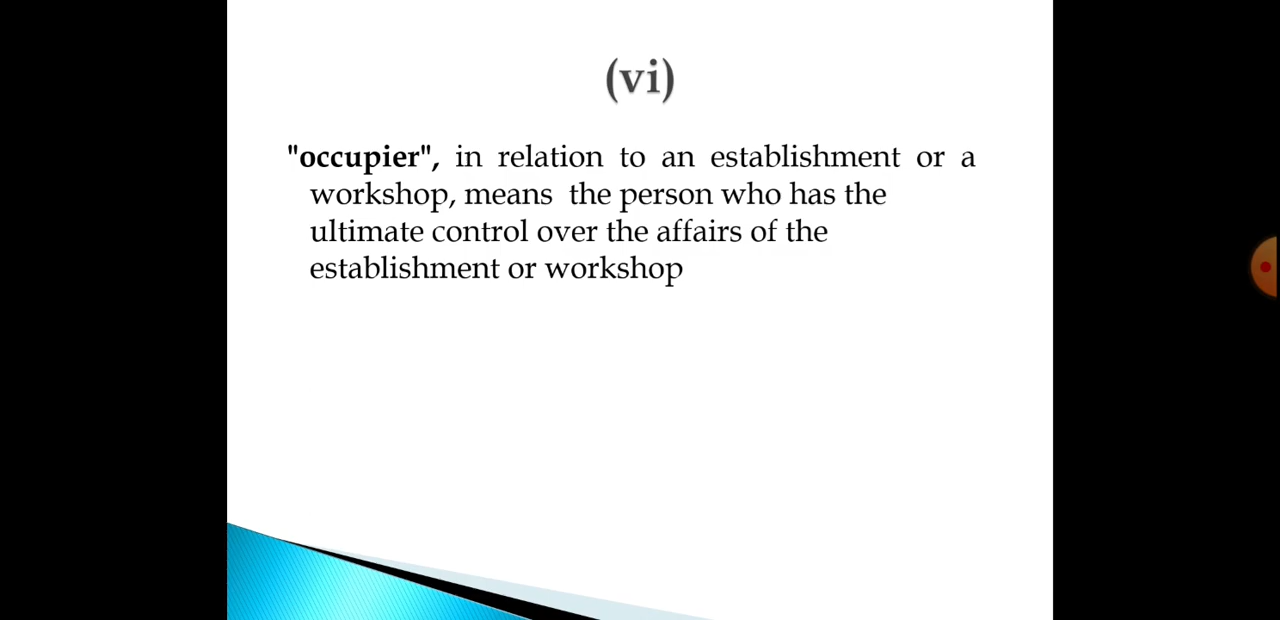 (vi)
"occupier", in relation to an establishment or a
workshop, means the person who has the
ultimate control over the affairs of the
establishment or workshop